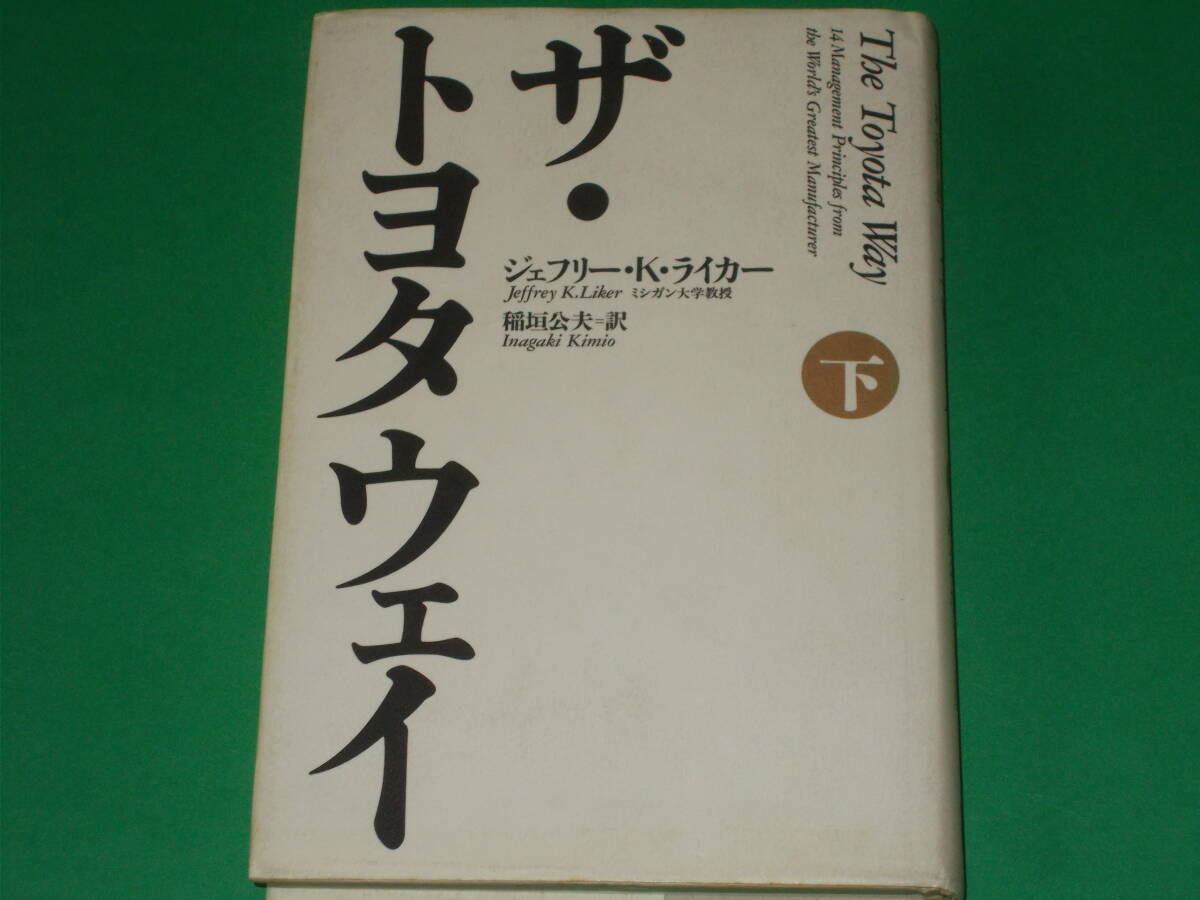 ザ・
トヨタウェイ
The Toyota Way
14 Management Principles from
the World's Greatest Manufacturer
ジェフリー・K・ライカー
Jeffrey K.Liker ミシガン大学教授
稲垣公夫=訳
Inagaki Kimio
下